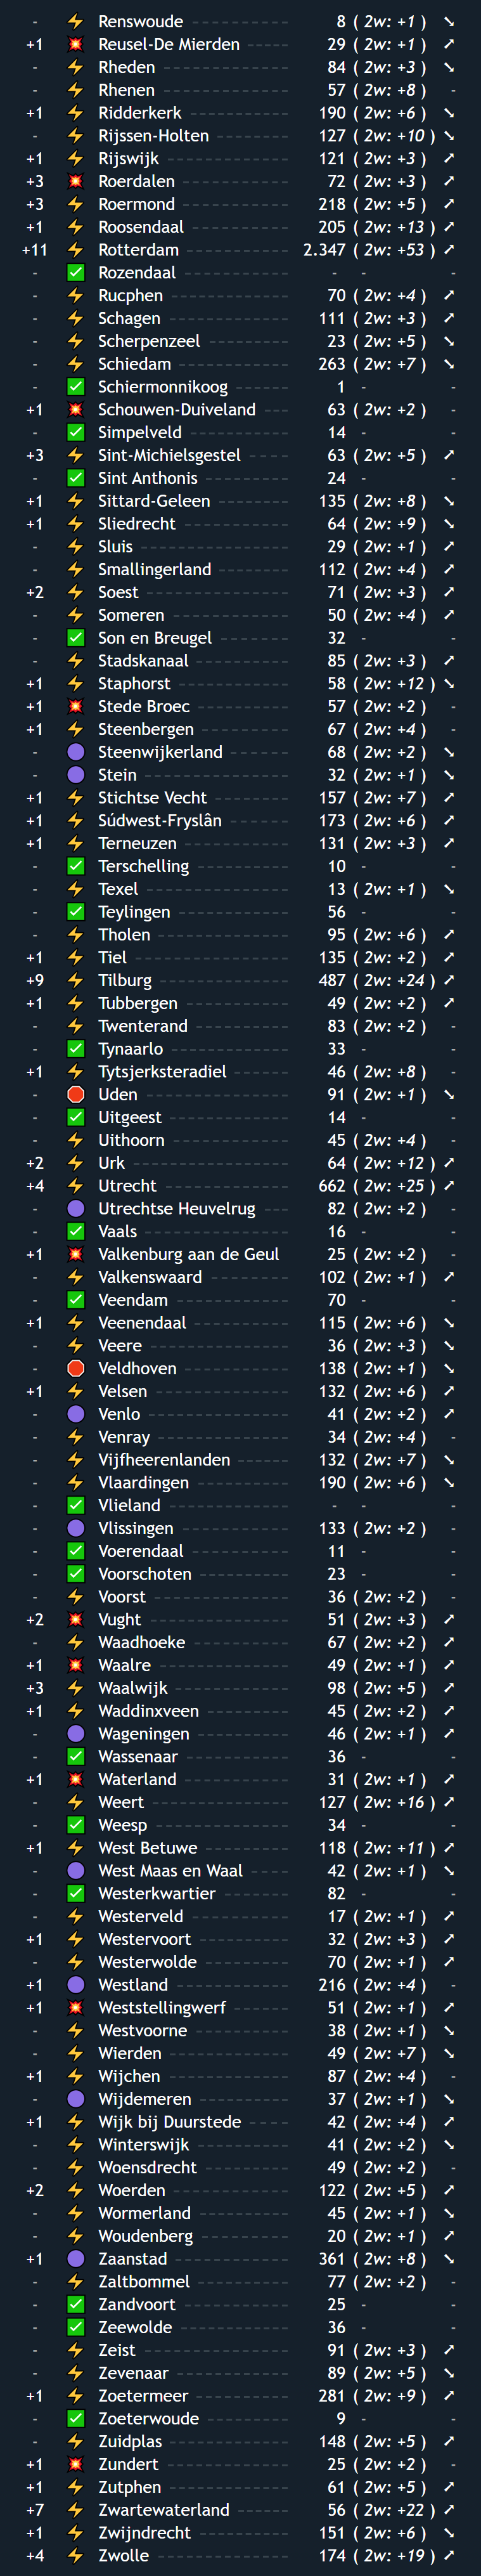 - ⚡ Renswoude ------ 8 ( 2w: +1 ) ➘
+1 💥 Reusel-De Mierden ------ 29 ( 2w: +1 ) ➚
- ⚡ Rheden ------ 84 ( 2w: +3 ) ➘
- ⚡ Rhenen ------ 57 ( 2w: +8 ) -
+1 ⚡ Ridderkerk ------ 190 ( 2w: +6 ) ➘
- ⚡ Rijssen-Holten ------ 127 ( 2w: +10 ) ➘
+1 ⚡ Rijswijk ------ 121 ( 2w: +3 ) ➚
+3 💥 Roerdalen ------ 72 ( 2w: +3 ) ➚
+3 ⚡ Roermond ------ 218 ( 2w: +5 ) ➚
+1 ⚡ Roosendaal ------ 205 ( 2w: +13 ) ➚
+11 ⚡ Rotterdam ------ 2.347 ( 2w: +53 ) ➚
- ✅ Rozendaal ------ - - -
- ⚡ Rucphen ------ 70 ( 2w: +4 ) ➚
- ⚡ Schagen ------ 111 ( 2w: +3 ) ➚
- ⚡ Scherpenzeel ------ 23 ( 2w: +5 ) ➘
- ⚡ Schiedam ------ 263 ( 2w: +7 ) ➘
- ✅ Schiermonnikoog ------ 1 - -
+1 💥 Schouwen-Duiveland ---- 63 ( 2w: +2 ) -
- ✅ Simpelveld ------ 14 - -
+3 ⚡ Sint-Michielsgestel ------ 63 ( 2w: +5 ) ➚
- ✅ Sint Anthonis ------ 24 - -
+1 ⚡ Sittard-Geleen ------ 135 ( 2w: +8 ) ➘
+1 ⚡ Sliedrecht ------ 64 ( 2w: +9 ) ➘
- ⚡ Sluis ------ 29 ( 2w: +1 ) ➚
- ⚡ Smallingerland ------ 112 ( 2w: +4 ) ➚
+2 ⚡ Soest ------ 71 ( 2w: +3 ) ➚
- ⚡ Someren ------ 50 ( 2w: +4 ) ➚
- ✅ Son en Breugel ------ 32 - -
- ⚡ Stadskanaal ------ 85 ( 2w: +3 ) ➚
+1 ⚡ Staphorst ------ 58 ( 2w: +12 ) ➘
+1 💥 Stede Broec ------ 57 ( 2w: +2 ) -
+1 ⚡ Steenbergen ------ 67 ( 2w: +4 ) -
- 🟣 Steenwijkerland ------ 68 ( 2w: +2 ) ➘
- 🟣 Stein ------ 32 ( 2w: +1 ) ➘
+1 ⚡ Stichtse Vecht ------ 157 ( 2w: +7 ) ➚
+1 ⚡ Súdwest-Fryslân ------ 173 ( 2w: +6 ) ➚
+1 ⚡ Terneuzen ------ 131 ( 2w: +3 ) ➚
- ✅ Terschelling ------ 10 - -
- ⚡ Texel ------ 13 ( 2w: +1 ) ➘
- ✅ Teylingen ------ 56 - -
- ⚡ Tholen ------ 95 ( 2w: +6 ) ➚
+1 ⚡ Tiel ------ 135 ( 2w: +2 ) ➚
+9 ⚡ Tilburg ------ 487 ( 2w: +24 ) ➚
+1 ⚡ Tubbergen ------ 49 ( 2w: +2 ) ➚
- ⚡ Twenterand ------ 83 ( 2w: +2 ) -
- ✅ Tynaarlo ------ 33 - -
+1 ⚡ Tytsjerksteradiel ------ 46 ( 2w: +8 ) -
- 🛑 Uden ------ 91 ( 2w: +1 ) ➘
- ✅ Uitgeest ------ 14 - -
- ⚡ Uithoorn ------ 45 ( 2w: +4 ) -
+2 ⚡ Urk ------ 64 ( 2w: +12 ) ➚
+4 ⚡ Utrecht ------ 662 ( 2w: +25 ) ➚
- 🟣 Utrechtse Heuvelrug ---- 82 ( 2w: +2 ) -
- ✅ Vaals ------ 16 - -
+1 💥 Valkenburg aan de Geul 25 ( 2w: +2 ) -
- ⚡ Valkenswaard ------ 102 ( 2w: +1 ) ➚
- ✅ Veendam ------ 70 - -
+1 ⚡ Veenendaal ------ 115 ( 2w: +6 ) ➘
- ⚡ Veere ------ 36 ( 2w: +3 ) ➘
- 🛑 Veldhoven ------ 138 ( 2w: +1 ) ➘
+1 ⚡ Velsen ------ 132 ( 2w: +6 ) ➚
- 🟣 Venlo ------ 41 ( 2w: +2 ) ➚
- ⚡ Venray ------ 34 ( 2w: +4 ) -
- ⚡ Vijfheerenlanden ------ 132 ( 2w: +7 ) ➘
- ⚡ Vlaardingen ------ 190 ( 2w: +6 ) ➘
- ✅ Vlieland ------ - - -
- 🟣 Vlissingen ------ 133 ( 2w: +2 ) -
- ✅ Voerendaal ------ 11 - -
- ✅ Voorschoten ------ 23 - -
- ⚡ Voorst ------ 36 ( 2w: +2 ) -
+2 💥 Vught ------ 51 ( 2w: +3 ) ➚
- ⚡ Waadhoeke ------ 67 ( 2w: +2 ) ➚
+1 💥 Waalre ------ 49 ( 2w: +1 ) ➚
+3 ⚡ Waalwijk ------ 98 ( 2w: +5 ) ➚
+1 ⚡ Waddinxveen ------ 45 ( 2w: +2 ) ➚
- 🟣 Wageningen ------ 46 ( 2w: +1 ) ➚
- ✅ Wassenaar ------ 36 - -
+1 💥 Waterland ------ 31 ( 2w: +1 ) ➚
- ⚡ Weert ------ 127 ( 2w: +16 ) ➚
- ✅ Weesp ------ 34 - -
+1 ⚡ West Betuwe ------ 118 ( 2w: +11 ) ➚
- 🟣 West Maas en Waal ------ 42 ( 2w: +1 ) ➘
- ✅ Westerkwartier ------ 82 - -
- ⚡ Westerveld ------ 17 ( 2w: +1 ) ➚
+1 ⚡ Westervoort ------ 32 ( 2w: +3 ) ➚
- ⚡ Westerwolde ------ 70 ( 2w: +1 ) ➚
+1 🟣 Westland ------ 216 ( 2w: +4 ) -
+1 💥 Weststellingwerf ------ 51 ( 2w: +1 ) ➚
- ⚡ Westvoorne ------ 38 ( 2w: +1 ) ➘
- ⚡ Wierden ------ 49 ( 2w: +7 ) ➘
+1 ⚡ Wijchen ------ 87 ( 2w: +4 ) -
- 🟣 Wijdemeren ------ 37 ( 2w: +1 ) ➘
+1 ⚡ Wijk bij Duurstede ---- 42 ( 2w: +4 ) ➚
- ⚡ Winterswijk ------ 41 ( 2w: +2 ) ➘
- ⚡ Woensdrecht ------ 49 ( 2w: +2 ) -
+2 ⚡ Woerden ------ 122 ( 2w: +5 ) ➚
- ⚡ Wormerland ------ 45 ( 2w: +1 ) ➘
- ⚡ Woudenberg ------ 20 ( 2w: +1 ) ➚
+1 🟣 Zaanstad ------ 361 ( 2w: +8 ) ➘
- ⚡ Zaltbommel ------ 77 ( 2w: +2 ) -
- ✅ Zandvoort ------ 25 - -
- ✅ Zeewolde ------ 36 - -
- ⚡ Zeist ------ 91 ( 2w: +3 ) ➚
- ⚡ Zevenaar ------ 89 ( 2w: +5 ) ➘
+1 ⚡ Zoetermeer ------ 281 ( 2w: +9 ) ➚
- ✅ Zoeterwoude ------ 9 - -
- ⚡ Zuidplas ------ 148 ( 2w: +5 ) ➚
+1 💥 Zundert ------ 25 ( 2w: +2 ) -
+1 ⚡ Zutphen ------ 61 ( 2w: +5 ) ➚
+7 ⚡ Zwartewaterland ------ 56 ( 2w: +22 ) ➚
+1 ⚡ Zwijndrecht ------ 151 ( 2w: +6 ) ➘
+4 ⚡ Zwolle ------ 174 ( 2w: +19 ) ➚